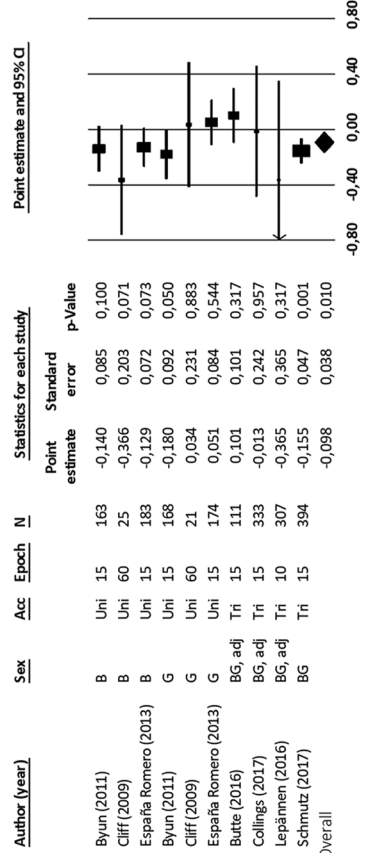 Author (year) Sex Acc Epoch N Statistics for each study Point estimate and 95% CI
Point estimate Standard error p-Value
Byun (2011) B Uni 15 163 -0,140 0,085 0,100
Cliff (2009) B Uni 60 25 -0,366 0,203 0,071
España Romero (2013) B Uni 15 183 -0,129 0,072 0,073
Byun (2011) G Uni 15 168 -0,180 0,092 0,050
Cliff (2009) G Uni 60 21 0,034 0,231 0,883
España Romero (2013) G Uni 15 174 0,051 0,084 0,544
Butte (2016) BG, adj Tri 15 111 0,101 0,101 0,317
Collings (2017) BG, adj Tri 15 333 -0,013 0,242 0,957
Lepännen (2016) BG, adj Tri 10 307 -0,365 0,365 0,317
Schmutz (2017) BG Tri 15 394 -0,155 0,047 0,001
Overall -0,098 0,038 0,010
-0,80 -0,40 0,00 0,40 0,80